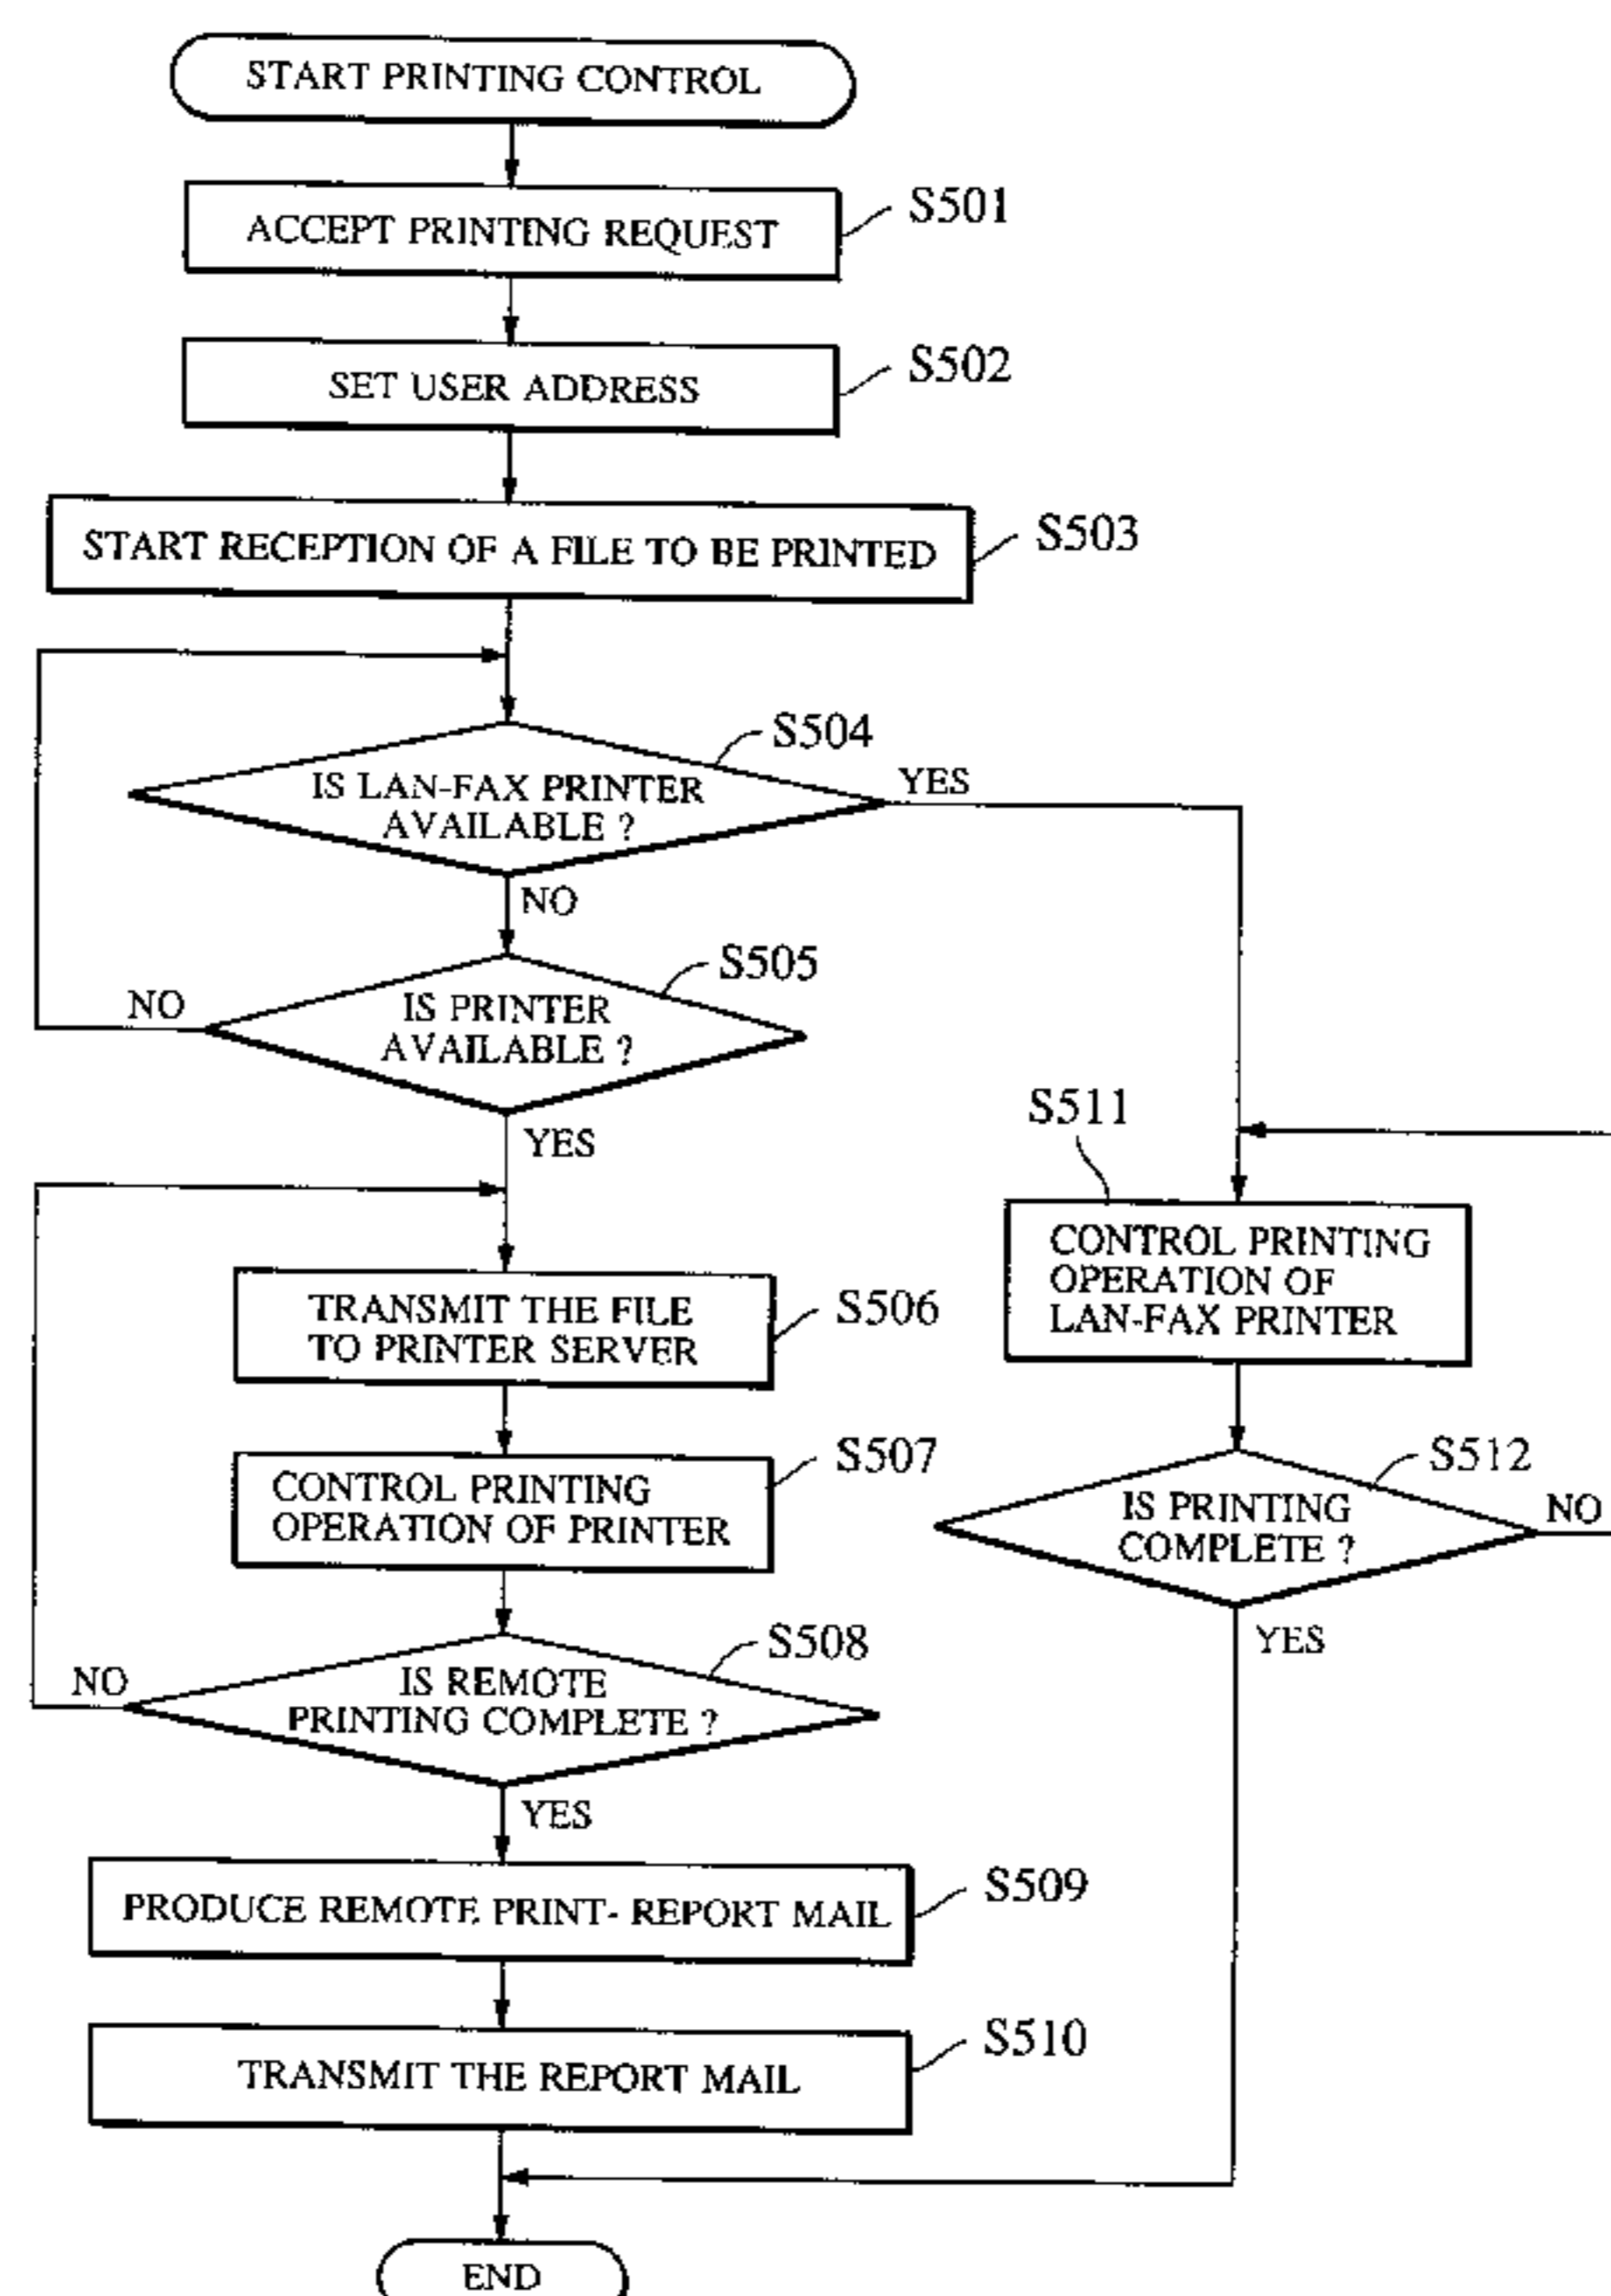 START PRINTING CONTROL
ACCEPT PRINTING REQUEST
S501
SET USER ADDRESS
S502
START RECEPTION OF A FILE TO BE PRINTED
S503
S504
IS LAN-FAX PRINTER
AVAILABLE ?
YES
NO
S505
IS PRINTER
AVAILABLE ?
NO
YES
TRANSMIT THE FILE
TO PRINTER SERVER
S506
CONTROL PRINTING
OPERATION OF PRINTER
S507
S508
IS REMOTE
PRINTING COMPLETE ?
NO
YES
PRODUCE REMOTE PRINT- REPORT MAIL
S509
TRANSMIT THE REPORT MAIL
S510
S511
CONTROL PRINTING
OPERATION OF
LAN-FAX PRINTER
S512
IS PRINTING
COMPLETE ?
NO
YES
END